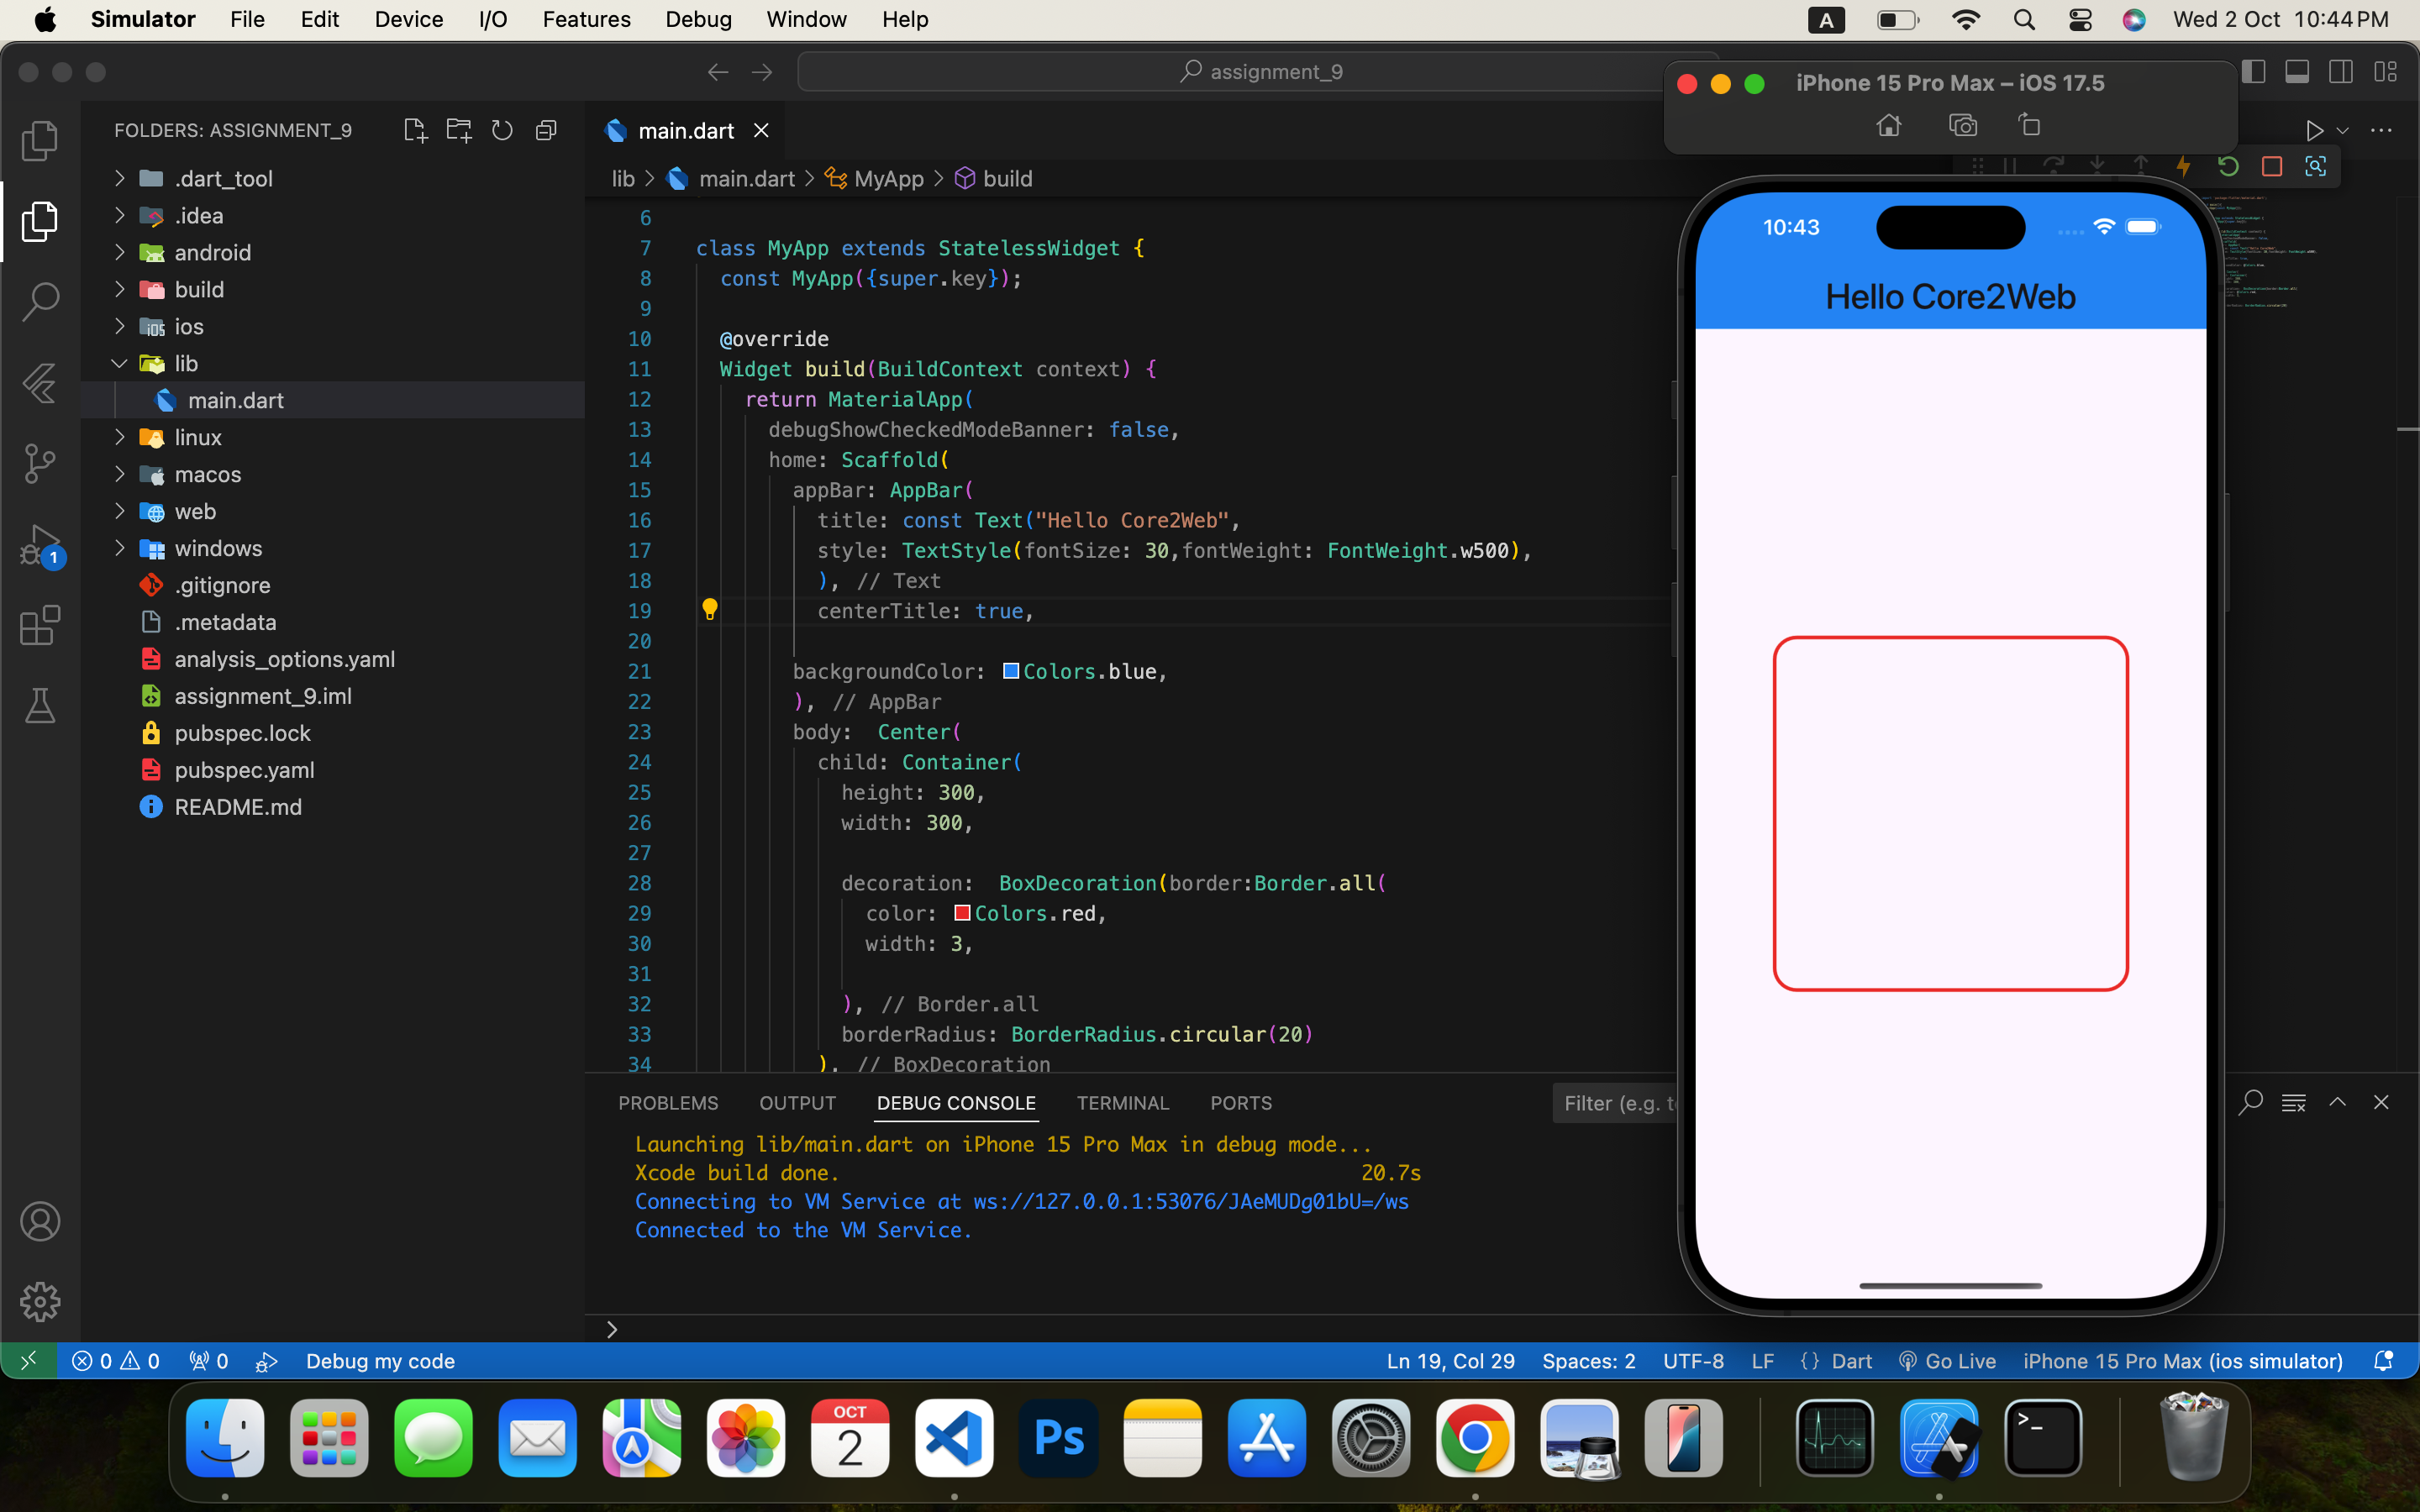 Simulator File Edit Device I/O Features Debug Window Help
A Wed 2 Oct 10:44 PM
assignment_9
FOLDERS: ASSIGNMENT_9
.dart_tool
.idea
android
build
iOS ios
lib
main.dart
linux
macos
web
windows
.gitignore
.metadata
analysis_options.yaml
assignment_9.iml
pubspec.lock
pubspec.yaml
README.md
1
main.dart
lib > main.dart > MyApp > build
6
7 class MyApp extends StatelessWidget {
8 const MyApp({super.key});
9
10 @override
11 Widget build(BuildContext context) {
12 return MaterialApp(
13 debugShowCheckedModeBanner: false,
14 home: Scaffold(
15 appBar: AppBar(
16 title: const Text("Hello Core2Web",
17 style: TextStyle(fontSize: 30,fontWeight: FontWeight.w500),
18 ), // Text
19 centerTitle: true,
20
21 backgroundColor: Colors.blue,
22 ), // AppBar
23 body: Center(
24 child: Container(
25 height: 300,
26 width: 300,
27
28 decoration: BoxDecoration(border:Border.all(
29 color: Colors.red,
30 width: 3,
31
32 ), // Border.all
33 borderRadius: BorderRadius.circular(20)
34 ), // BoxDecoration
PROBLEMS OUTPUT DEBUG CONSOLE TERMINAL PORTS
Filter (e.g. t
Launching lib/main.dart on iPhone 15 Pro Max in debug mode...
Xcode build done. 20.7s
Connecting to VM Service at ws://127.0.0.1:53076/JAeMUDg01bU=/ws
Connected to the VM Service.
>
iPhone 15 Pro Max – iOS 17.5
10:43
Hello Core2Web
0 0 0 Debug my code
Ln 19, Col 29 Spaces: 2 UTF-8 LF {} Dart Go Live iPhone 15 Pro Max (ios simulator)
OCT
2
Ps
>_